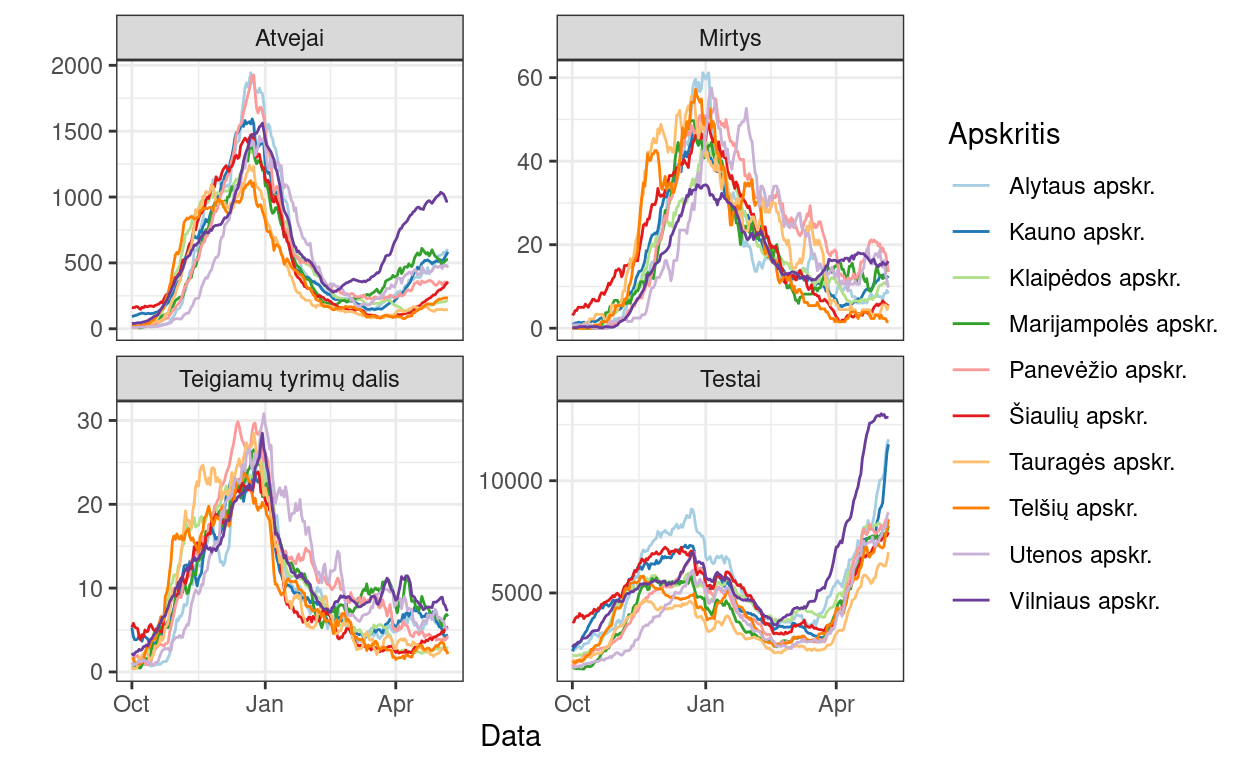 Atvejai
Mirtys
2000
1500
1000
500
0
60
40
20
0
Teigiamų tyrimų dalis
Testai
30
20
10
0
10000
5000
Oct Jan Apr
Oct Jan Apr
Data
Apskritis
Alytaus apskr.
Kauno apskr.
Klaipėdos apskr.
Marijampolės apskr.
Panevėžio apskr.
Šiaulių apskr.
Tauragės apskr.
Telšių apskr.
Utenos apskr.
Vilniaus apskr.